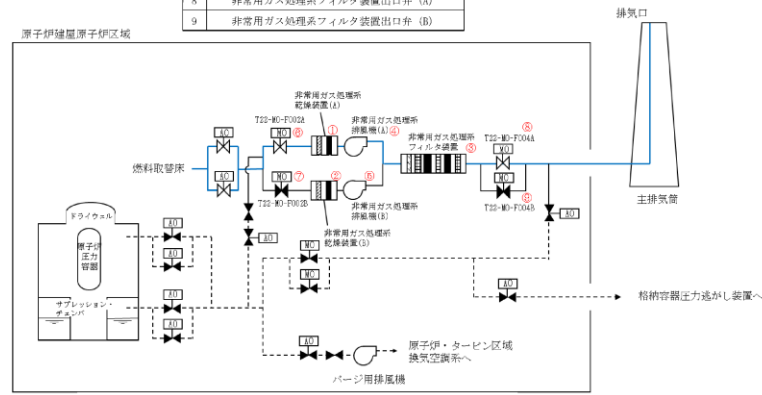 8 非常用ガス処理系フィルタ装置出口弁 (A)
9 非常用ガス処理系フィルタ装置出口弁 (B)
排気口
原子炉建屋原子炉区域
非常用ガス処理系
乾燥装置(A)
T22-MO-F002A
⑥
①
非常用ガス処理系
排風機(A)
④
⑧
T22-MO-F004A
AO
MO
非常用ガス処理所
フィルタ装置
③
MO
燃料取替床
AO
MO
⑦
②
⑤
MO
⑨
T22-MO-F002B
非常用ガス処理系
排風機(B)
T22-MO-F004B
主排気筒
非常用ガス処理系
乾燥装置(B)
AO
AO
ドライウェル
AO
原子炉
圧力
容器
AO
MO
MO
サプレッション・
チェンバ
AO
AO
AO
格納容器圧力逃がし装置へ
AO
原子炉・タービン区域
換気空調系へ
パージ用排風機